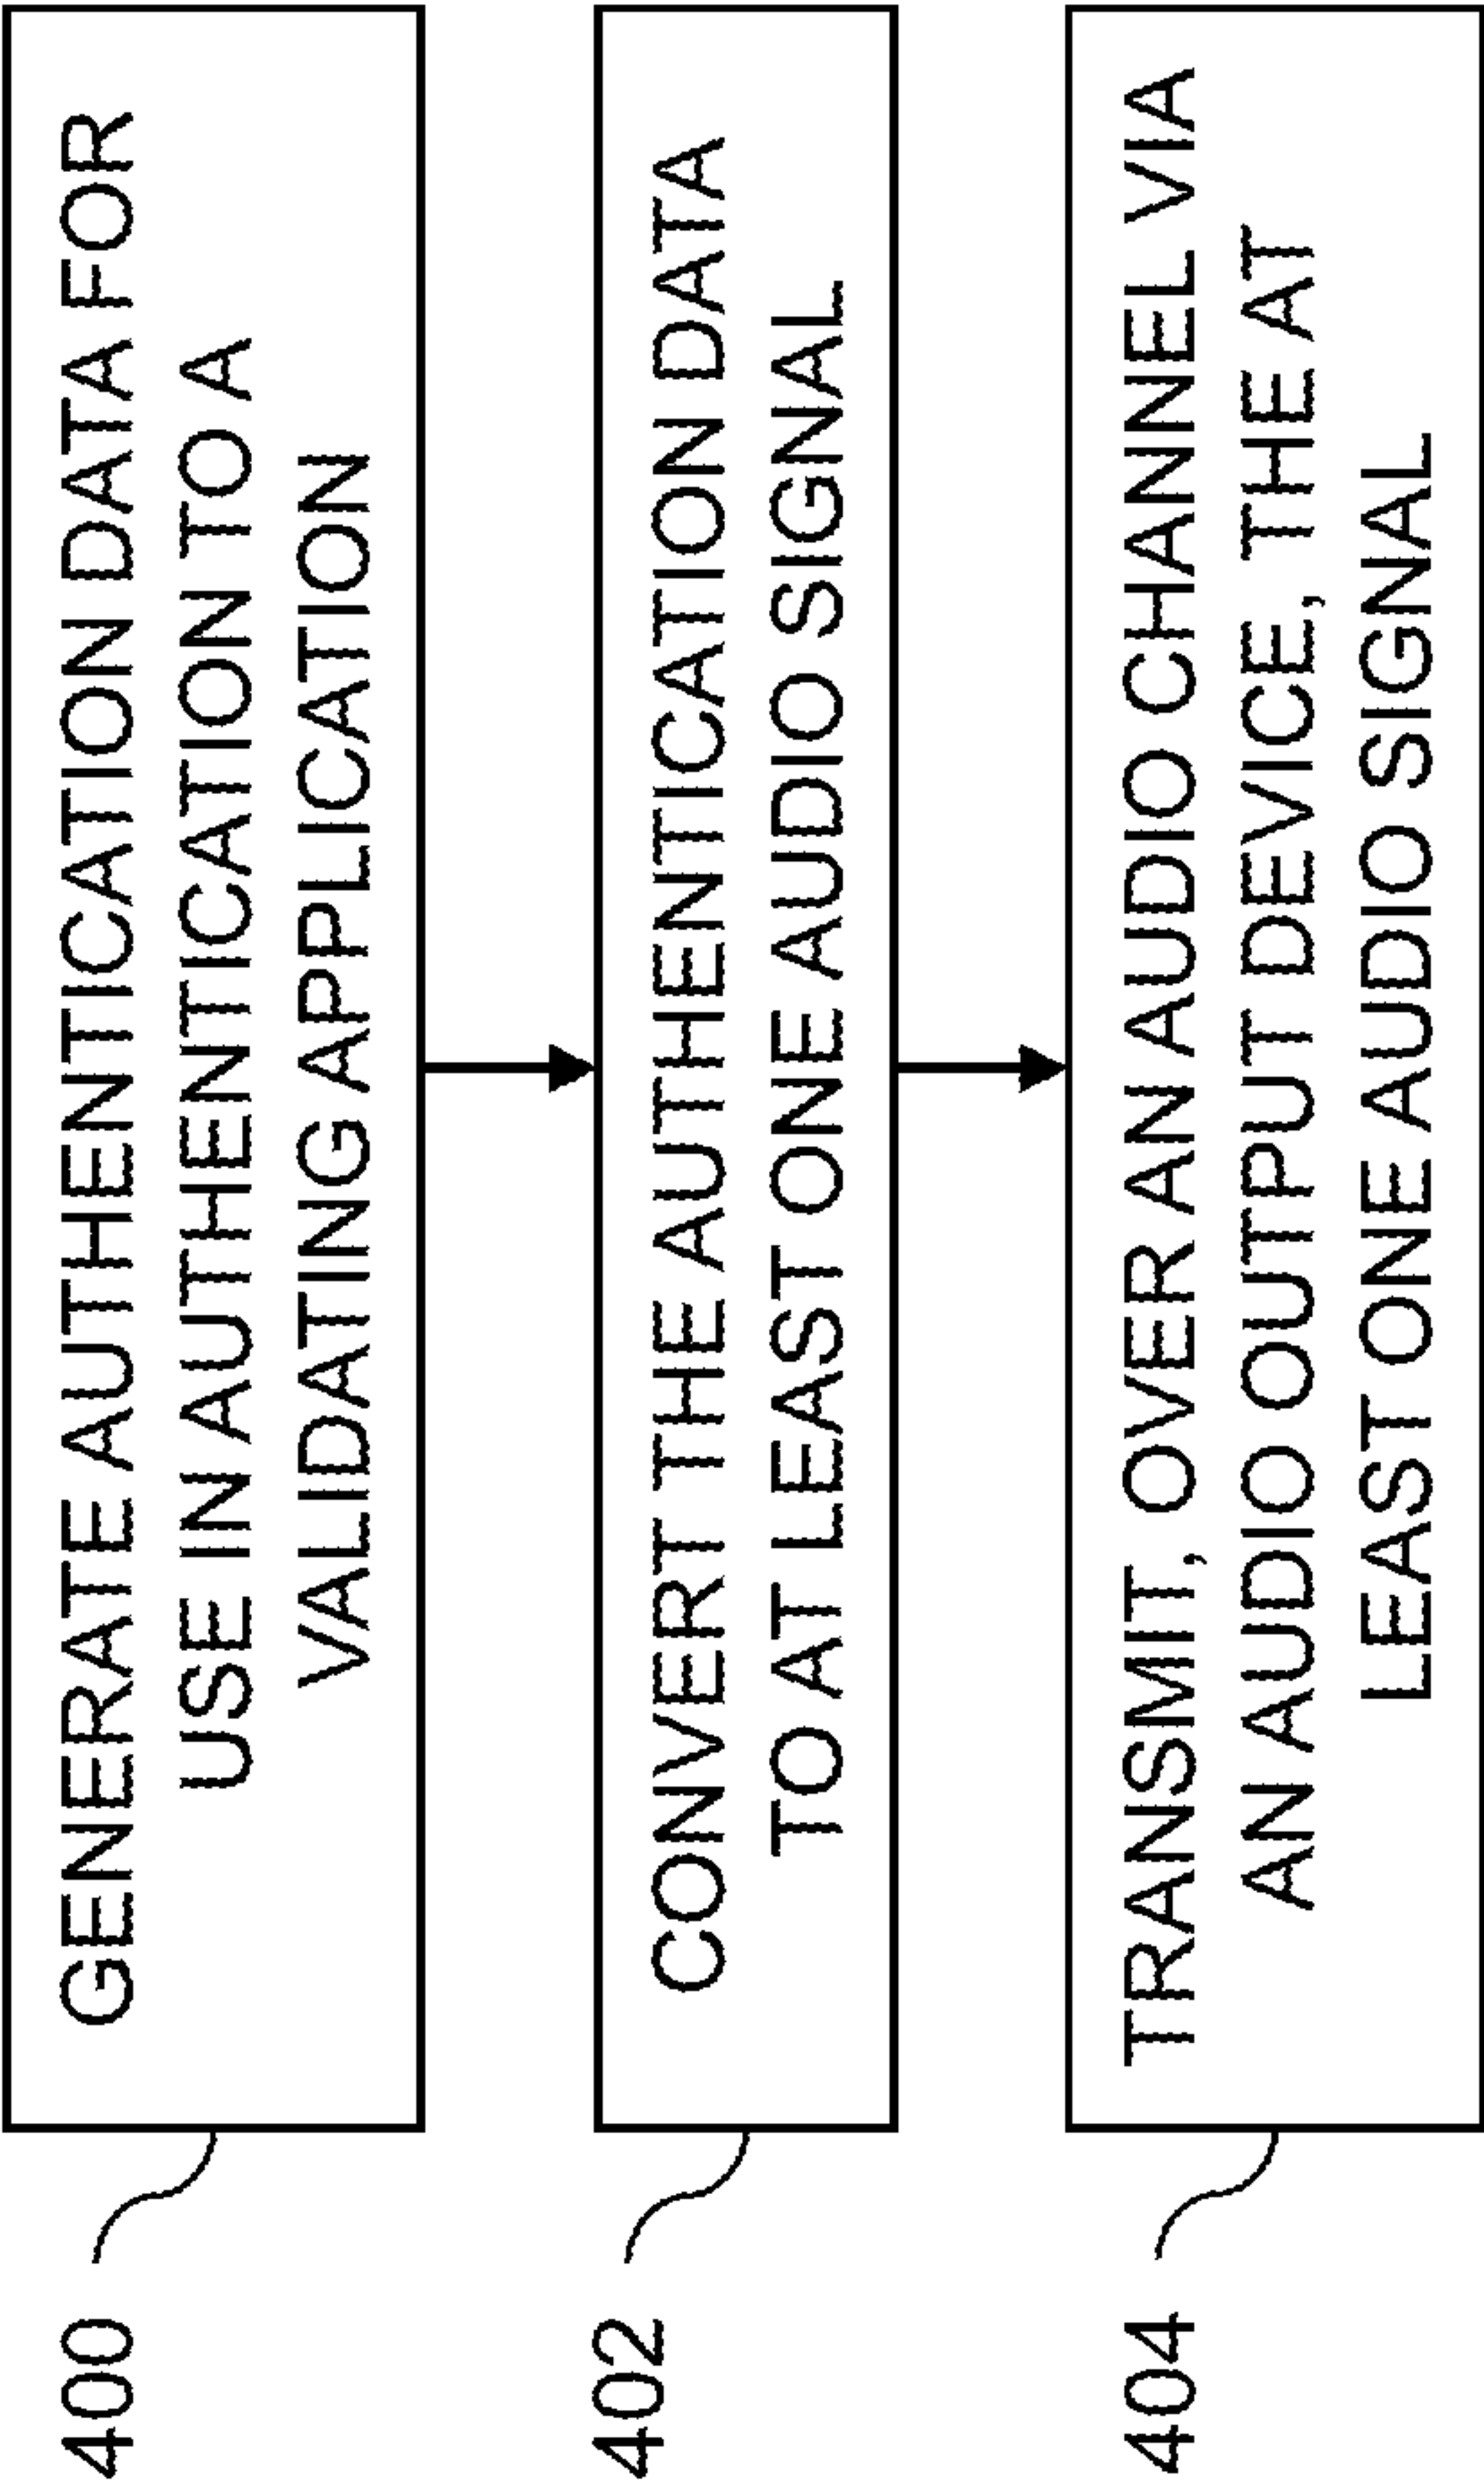 400
GENERATE AUTHENTICATION DATA FOR
USE IN AUTHENTICATION TO A
VALIDATING APPLICATION
402
CONVERT THE AUTHENTICATION DATA
TO AT LEAST ONE AUDIO SIGNAL
404
TRANSMIT, OVER AN AUDIO CHANNEL VIA
AN AUDIO OUTPUT DEVICE, THE AT
LEAST ONE AUDIO SIGNAL